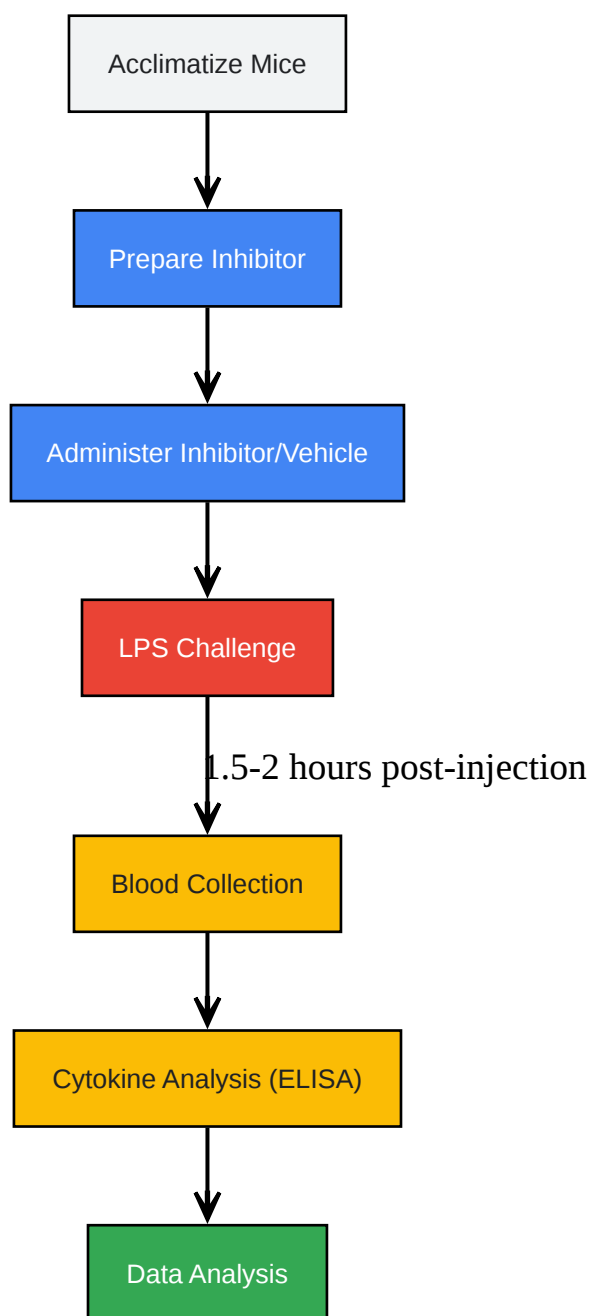 Acclimatize Mice
Prepare Inhibitor
Administer Inhibitor/Vehicle
LPS Challenge
1.5-2 hours post-injection
Blood Collection
Cytokine Analysis (ELISA)
Data Analysis